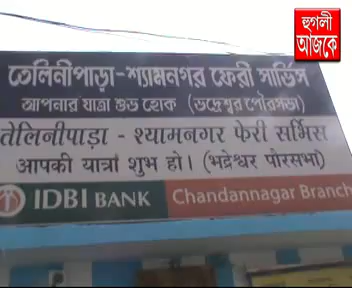 হুগলী
আজকে
তেলিনীপাড়া-শ্যামনগর ফেরী সার্ভিস
আপনার যাত্রা শুভ হোক (ভদ্রেশ্বর পৌরসভা)
तेलिनीपाड़ा - श्यामनगर फेरी सर्भिस
आपकी यात्रा शुभ हो। (भद्रेश्वर पौरसभा)
IDBI BANK Chandannagar Branch